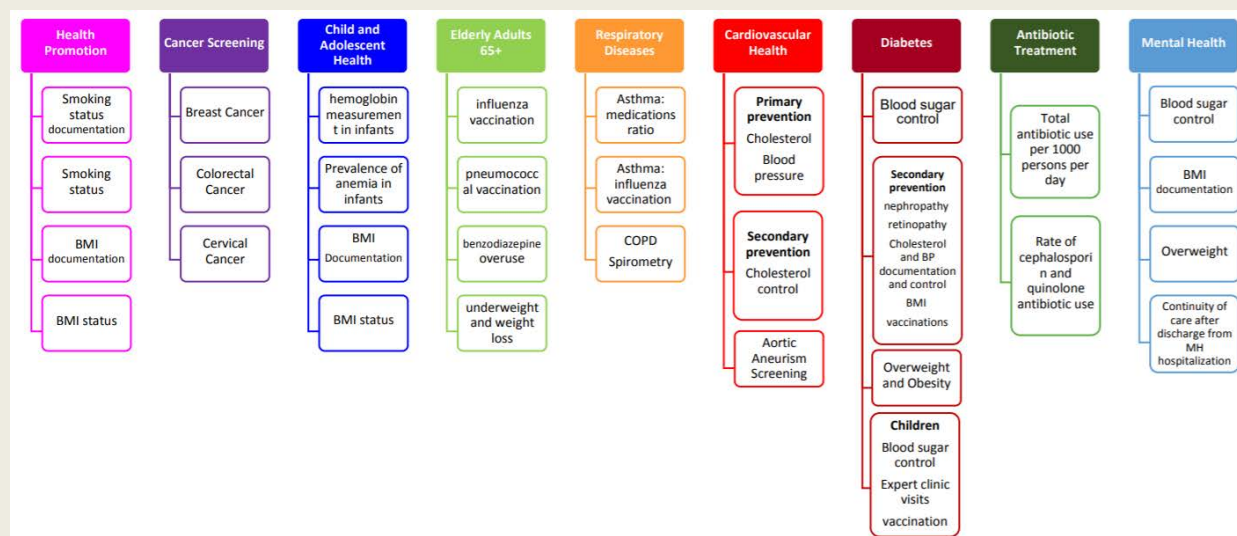 Health
Promotion
Smoking
status
documentation
Smoking
status
BMI
documentation
BMI status
Cancer Screening
Breast Cancer
Colorectal
Cancer
Cervical
Cancer
Child and
Adolescent
Health
hemoglobin
measuremen
t in infants
Prevalence of
anemia in
infants
BMI
Documentation
BMI status
Elderly Adults
65+
influenza
vaccination
pneumococc
al vaccination
benzodiazepine
overuse
underweight
and weight
loss
Respiratory
Diseases
Asthma:
medications
ratio
Asthma:
influenza
vaccination
COPD
Spirometry
Cardiovascular
Health
Primary
prevention
Cholesterol
Blood
pressure
Secondary
prevention
Cholesterol
control
Aortic
Aneurism
Screening
Diabetes
Blood sugar
control
Secondary
prevention
nephropathy
retinopathy
Cholesterol
and BP
documentation
and control
BMI
vaccinations
Overweight
and Obesity
Children
Blood sugar
control
Expert clinic
visits
vaccination
Antibiotic
Treatment
Total
antibiotic use
per 1000
persons per
day
Rate of
cephalospori
n and
quinolone
antibiotic use
Mental Health
Blood sugar
control
BMI
documentation
Overweight
Continuity of
care after
discharge from
MH
hospitalization